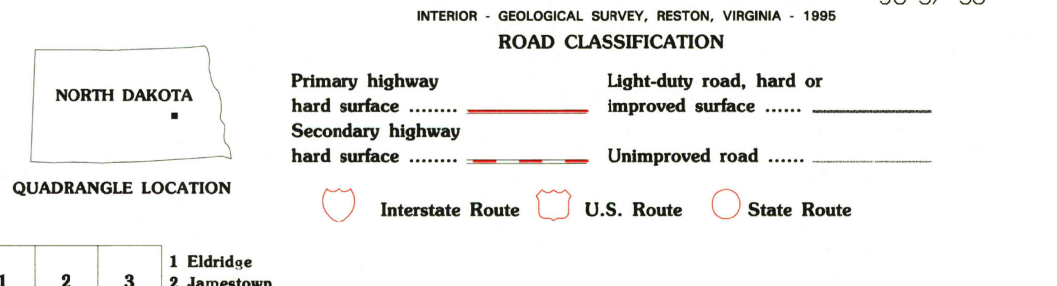 INTERIOR - GEOLOGICAL SURVEY, RESTON, VIRGINIA - 1995
ROAD CLASSIFICATION
Primary highway
hard surface ........
Light-duty road, hard or
improved surface ......
Secondary highway
hard surface ........
Unimproved road ......
Interstate Route
U.S. Route
State Route
NORTH DAKOTA
QUADRANGLE LOCATION
1 2 3
1 Eldridge
2 Jamestown